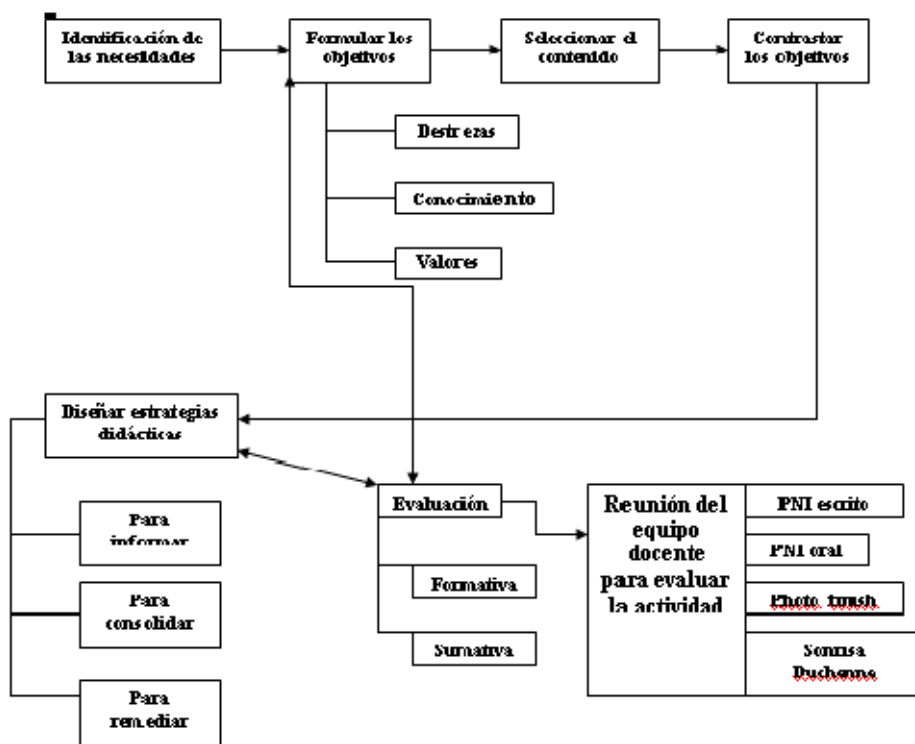 Identificación de
las necesidades
Formular los
objetivos
Seleccionar el
contenido
Contrastar
los objetivos
Destrezas
Conocimiento
Valores
Diseñar estrategias
didácticas
Para
informar
Para
consolidar
Para
remediar
Evaluación
Formativa
Sumativa
Reunión del
equipo
docente
para evaluar
la actividad
PNI escrito
PNI oral
Photo
Sonrisa
Duchenne